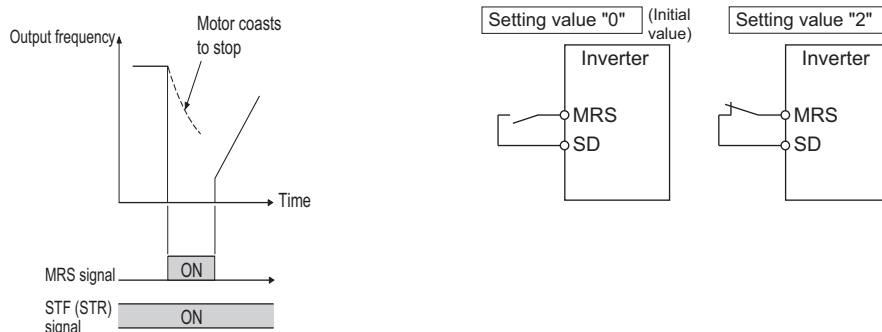 Output frequency
Motor coasts
to stop
Time
MRS signal
ON
STF (STR)
signal
ON
Setting value "0"
(Initial
value)
Inverter
MRS
SD
Setting value "2"
Inverter
MRS
SD